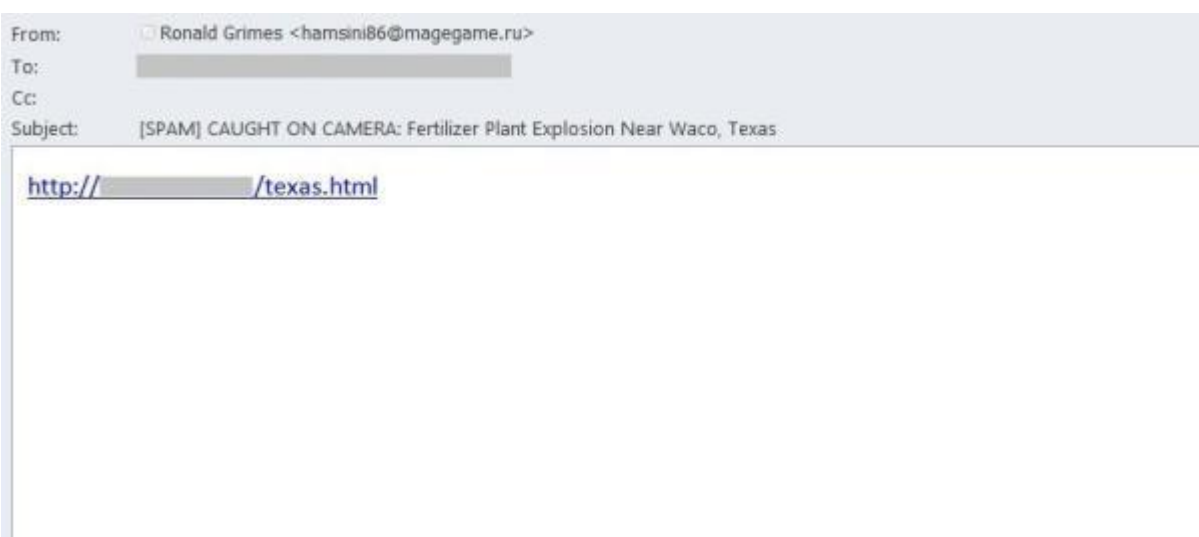 From: Ronald Grimes <hamsini86@magegame.ru>
To:
Cc:
Subject: [SPAM] CAUGHT ON CAMERA: Fertilizer Plant Explosion Near Waco, Texas
http:// /texas.html